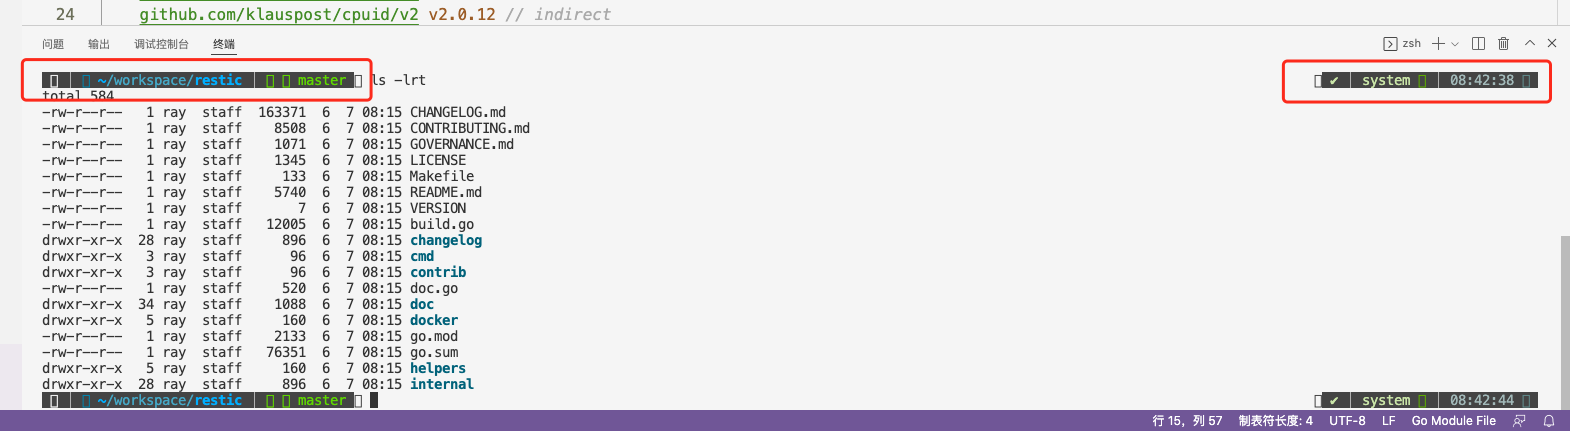 24 github.com/klauspost/cpuid/v2 v2.0.12 // indirect
问题 输出 调试控制台 终端 zsh
~/workspace/restic master ls -lrt ✔ system 08:42:38
total 584
-rw-r--r-- 1 ray staff 163371 6 7 08:15 CHANGELOG.md
-rw-r--r-- 1 ray staff 8508 6 7 08:15 CONTRIBUTING.md
-rw-r--r-- 1 ray staff 1071 6 7 08:15 GOVERNANCE.md
-rw-r--r-- 1 ray staff 1345 6 7 08:15 LICENSE
-rw-r--r-- 1 ray staff 133 6 7 08:15 Makefile
-rw-r--r-- 1 ray staff 5740 6 7 08:15 README.md
-rw-r--r-- 1 ray staff 7 6 7 08:15 VERSION
-rw-r--r-- 1 ray staff 12005 6 7 08:15 build.go
drwxr-xr-x 28 ray staff 896 6 7 08:15 changelog
drwxr-xr-x 3 ray staff 96 6 7 08:15 cmd
drwxr-xr-x 3 ray staff 96 6 7 08:15 contrib
-rw-r--r-- 1 ray staff 520 6 7 08:15 doc.go
drwxr-xr-x 34 ray staff 1088 6 7 08:15 doc
drwxr-xr-x 5 ray staff 160 6 7 08:15 docker
-rw-r--r-- 1 ray staff 2133 6 7 08:15 go.mod
-rw-r--r-- 1 ray staff 76351 6 7 08:15 go.sum
drwxr-xr-x 5 ray staff 160 6 7 08:15 helpers
drwxr-xr-x 28 ray staff 896 6 7 08:15 internal
~/workspace/restic master ✔ system 08:42:44
行 15，列 57 制表符长度: 4 UTF-8 LF Go Module File